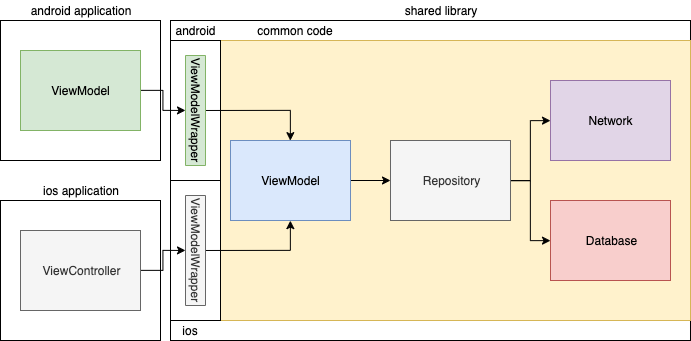 android application
shared library
android
common code
ViewModel
ViewModelWrapper
Network
ViewModel
Repository
ios application
ViewModelWrapper
ViewController
Database
ios